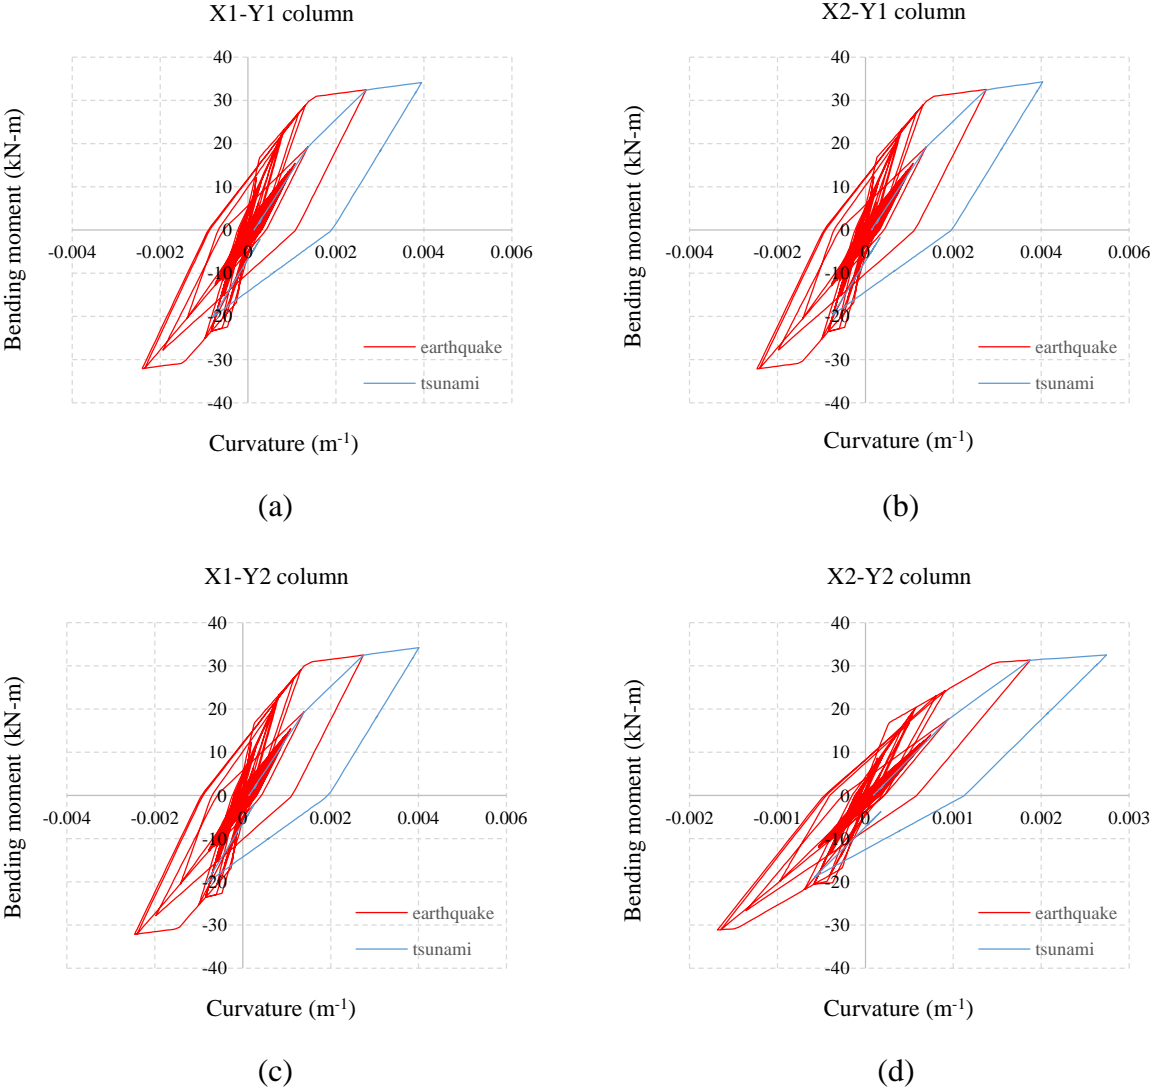 X1-Y1 column
Bending moment (kN-m)
40
30
20
10
0
-10
-20
-30
-40
-0.004
-0.002
0
0.002
0.004
0.006
earthquake
tsunami
Curvature (m⁻¹)
(a)
X2-Y1 column
Bending moment (kN-m)
40
30
20
10
0
-10
-20
-30
-40
-0.004
-0.002
0
0.002
0.004
0.006
earthquake
tsunami
Curvature (m⁻¹)
(b)
X1-Y2 column
Bending moment (kN-m)
40
30
20
10
0
-10
-20
-30
-40
-0.004
-0.002
0
0.002
0.004
0.006
earthquake
tsunami
Curvature (m⁻¹)
(c)
X2-Y2 column
Bending moment (kN-m)
40
30
20
10
0
-10
-20
-30
-40
-0.002
-0.001
0
0.001
0.002
0.003
earthquake
tsunami
Curvature (m⁻¹)
(d)